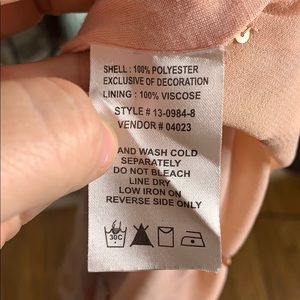 SHELL : 100% POLYESTER
EXCLUSIVE OF DECORATION
LINING : 100% VISCOSE
STYLE # 13-0984-8
VENDOR # 04023
AND WASH COLD
SEPARATELY
DO NOT BLEACH
LINE DRY
LOW IRON ON
REVERSE SIDE ONLY
30C